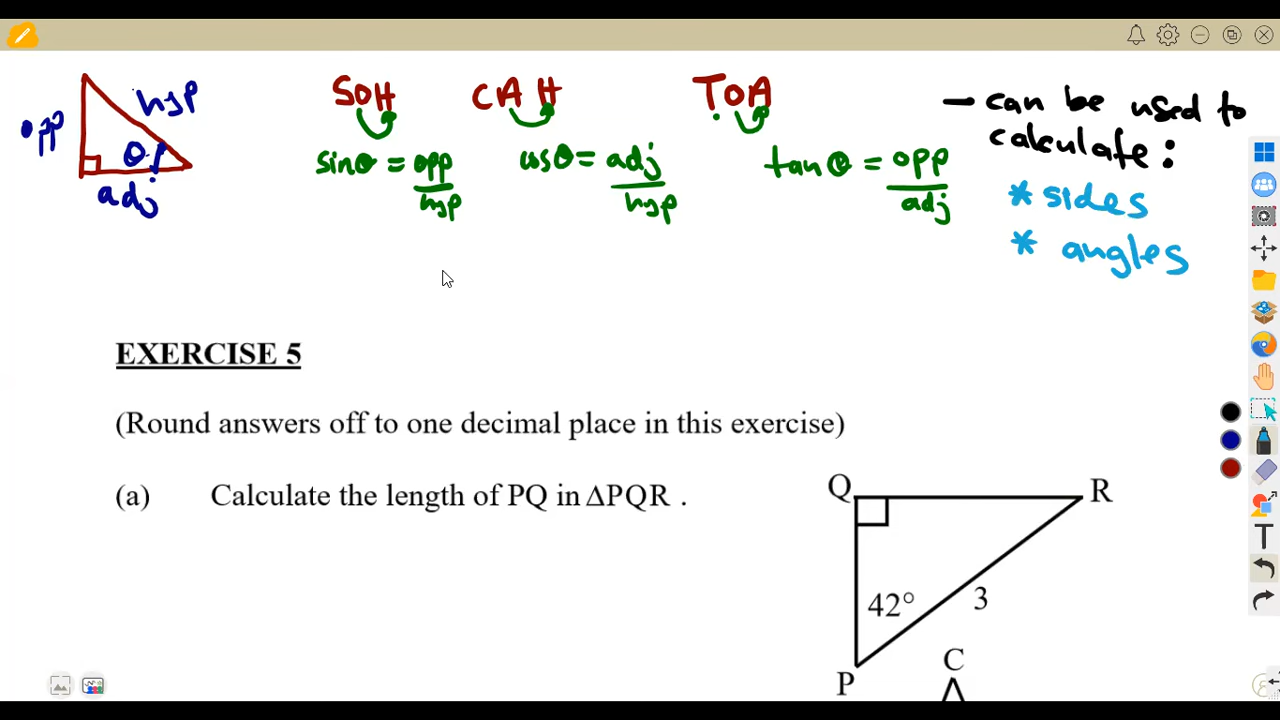 hyp
opp
θ
adj
SOH
CAH
TOA
sinθ = opp
hyp
cosθ = adj
hyp
tanθ = opp
adj
– can be used to
calculate :
* sides
* angles
EXERCISE 5
(Round answers off to one decimal place in this exercise)
(a) Calculate the length of PQ in ΔPQR .
Q
R
42°
3
P
C
T